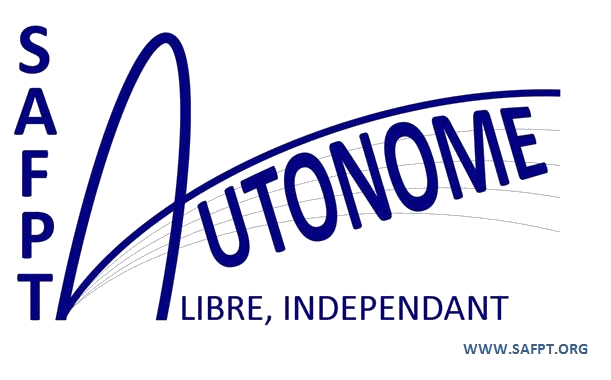 SAFPT
AUTONOME
LIBRE, INDEPENDANT
WWW.SAFPT.ORG